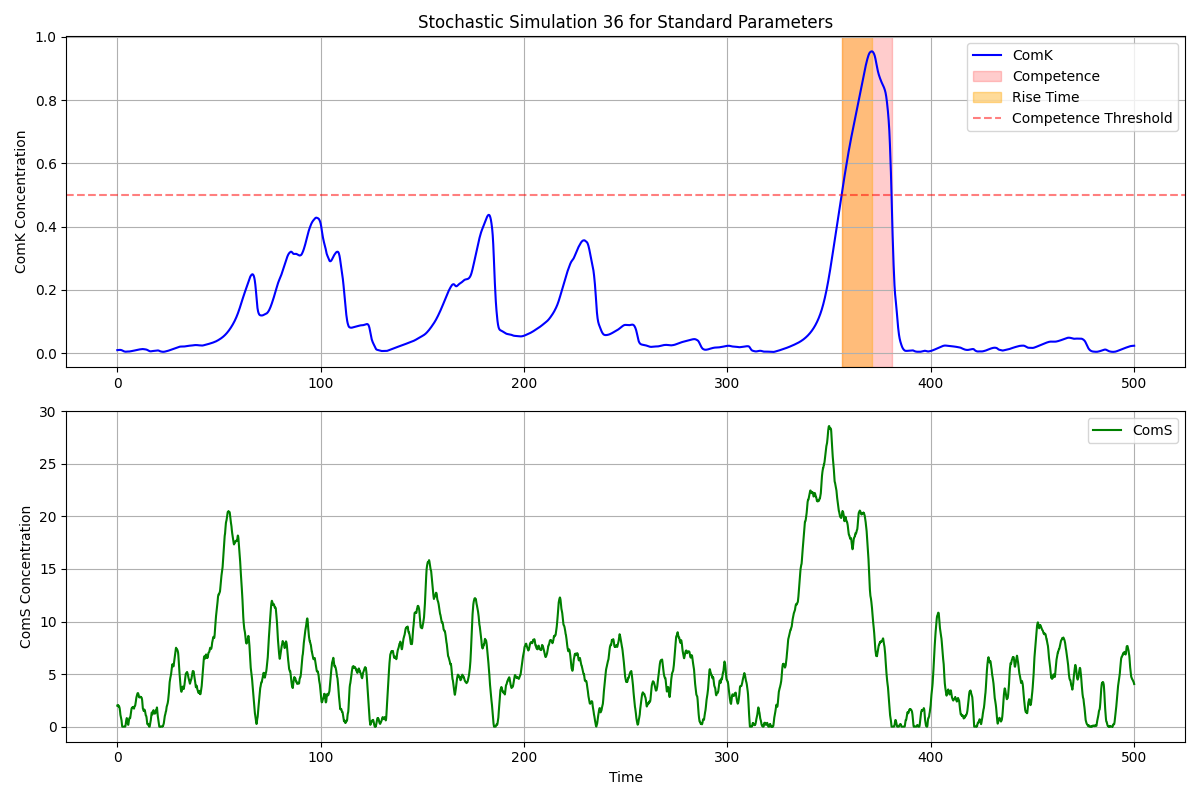 Stochastic Simulation 36 for Standard Parameters
ComK Concentration
1.0
0.8
0.6
0.4
0.2
0.0
ComK
Competence
Rise Time
Competence Threshold
0 100 200 300 400 500
ComS Concentration
30
25
20
15
10
5
0
ComS
0 100 200 300 400 500
Time